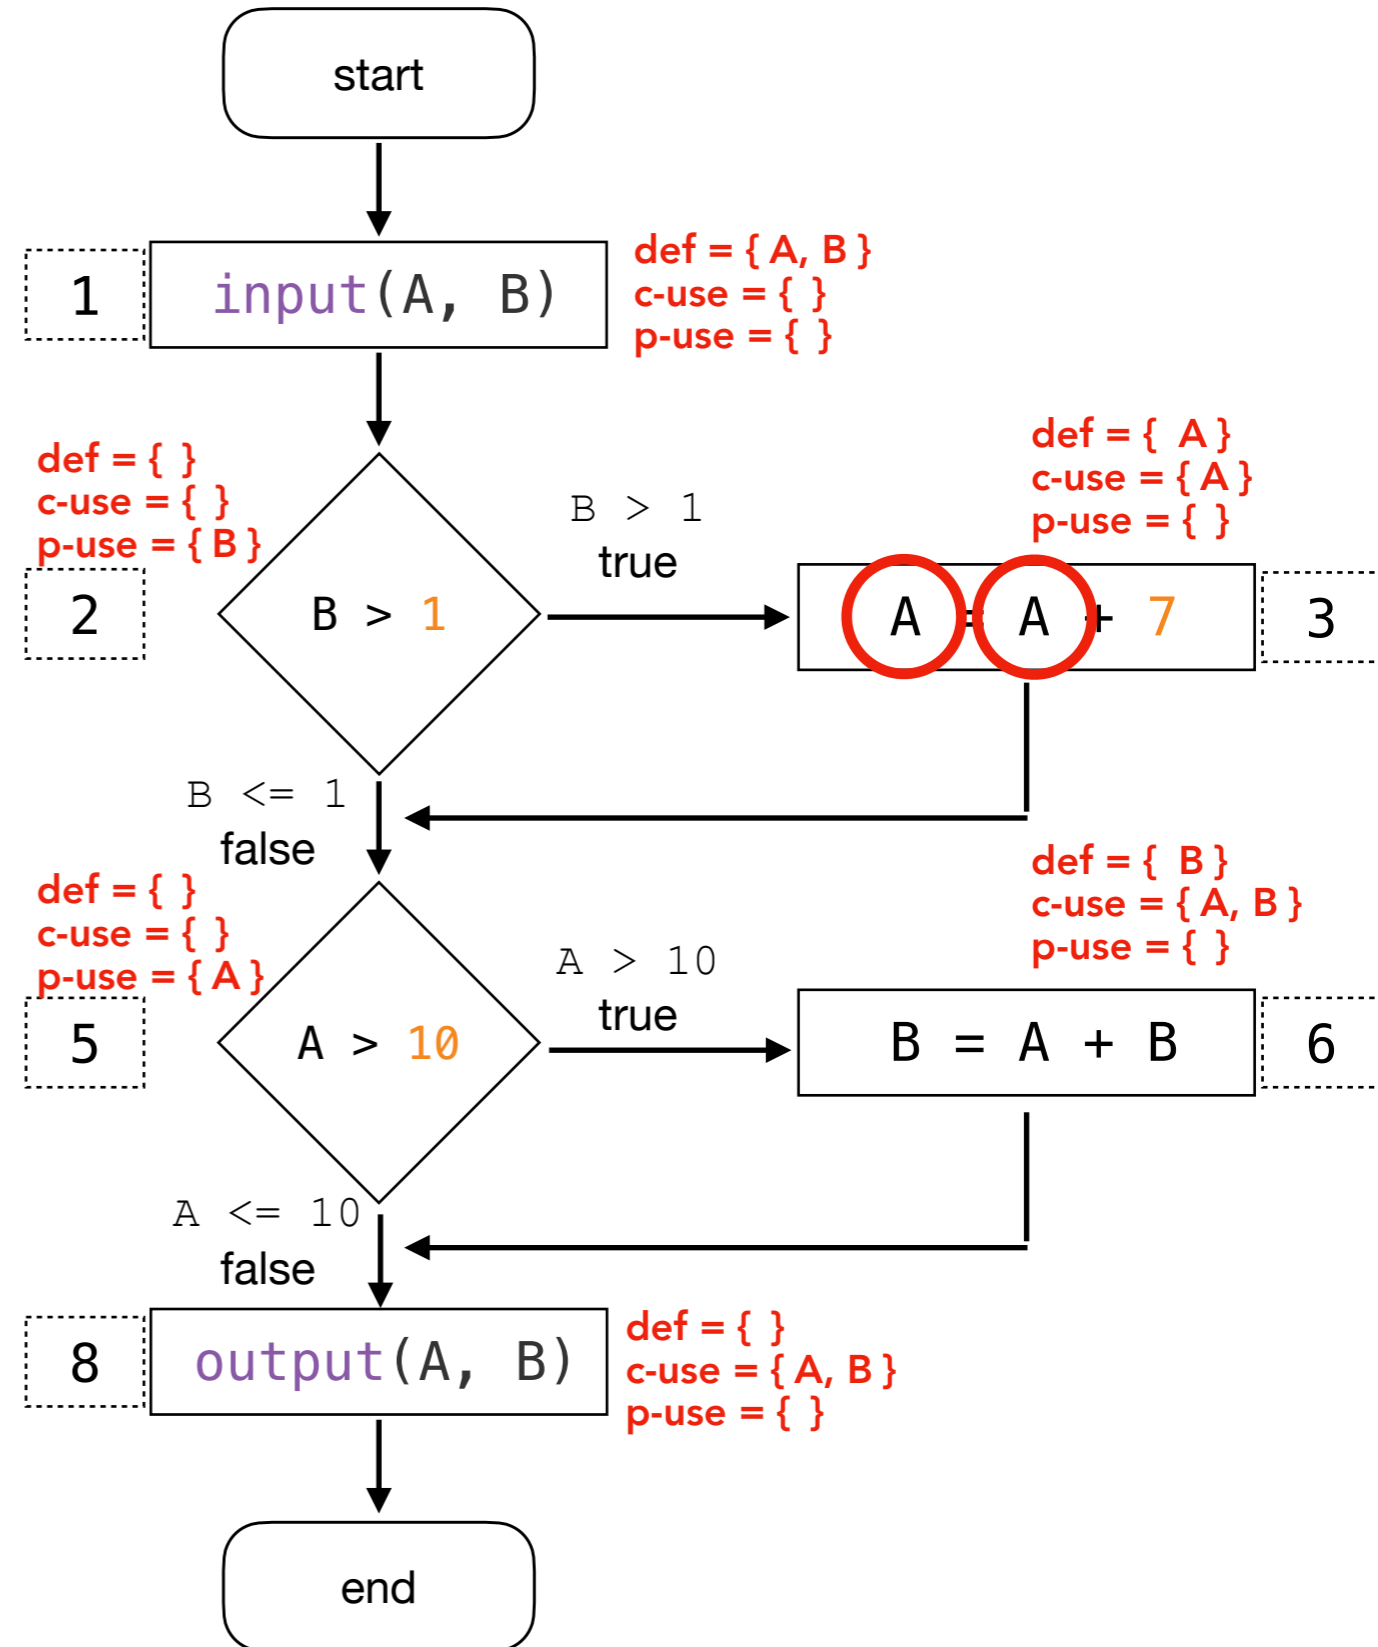 start
1
input(A, B)
def = { A, B }
c-use = { }
p-use = { }
def = { }
c-use = { }
p-use = { B }
2
B > 1
B > 1
true
def = { A }
c-use = { A }
p-use = { }
A = A + 7
3
B <= 1
false
def = { }
c-use = { }
p-use = { A }
5
A > 10
A > 10
true
def = { B }
c-use = { A, B }
p-use = { }
B = A + B
6
A <= 10
false
8
output(A, B)
def = { }
c-use = { A, B }
p-use = { }
end